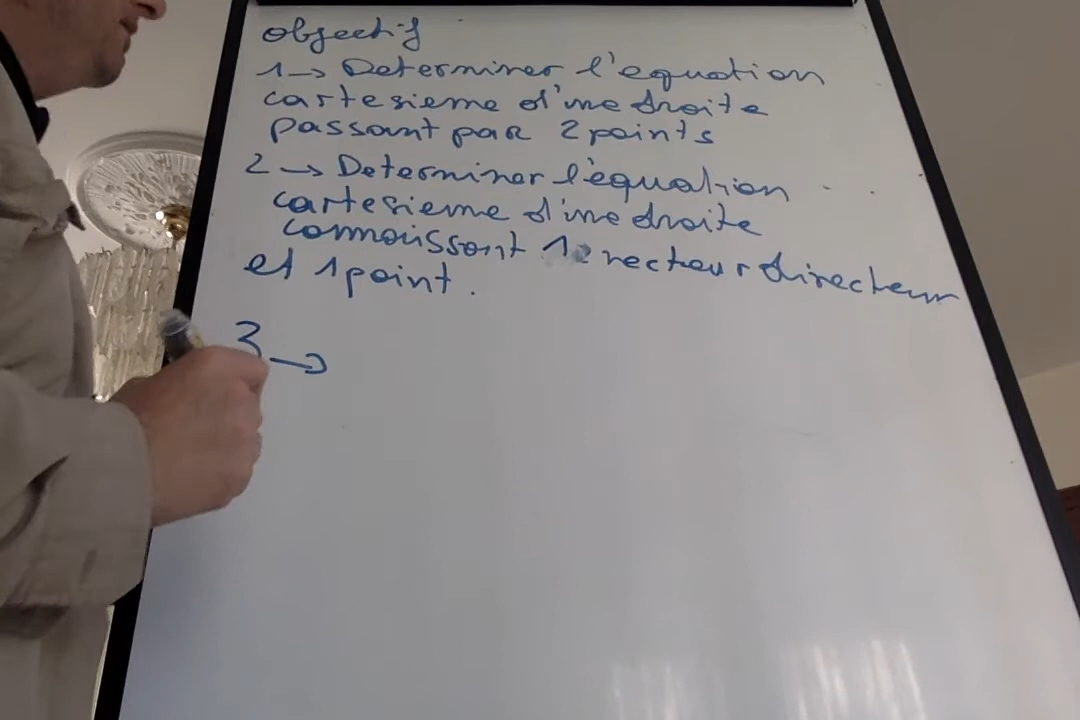 objectif
1 → Determiner l'equation
cartesienne d'une droite
passant par 2 points
2 → Determiner l'équation
cartesienne d'une droite
connaissant 1 vecteur directeur
et 1 point.
3 →